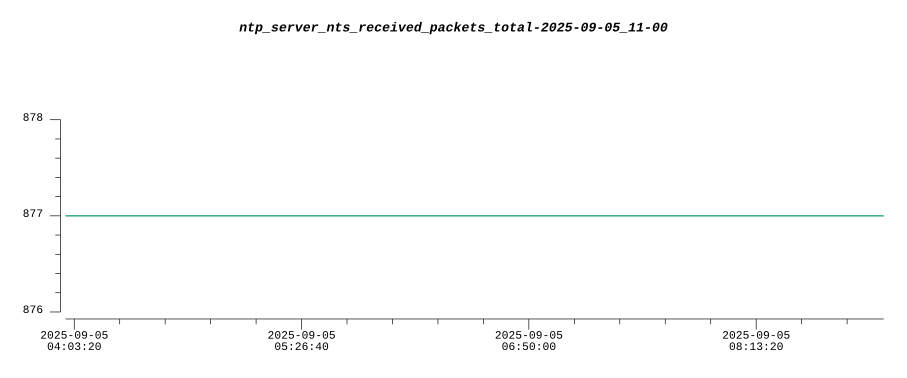 ntp_server_nts_received_packets_total-2025-09-05_11-00
878
877
876
2025-09-05 2025-09-05 2025-09-05 2025-09-05
04:03:20 05:26:40 06:50:00 08:13:20